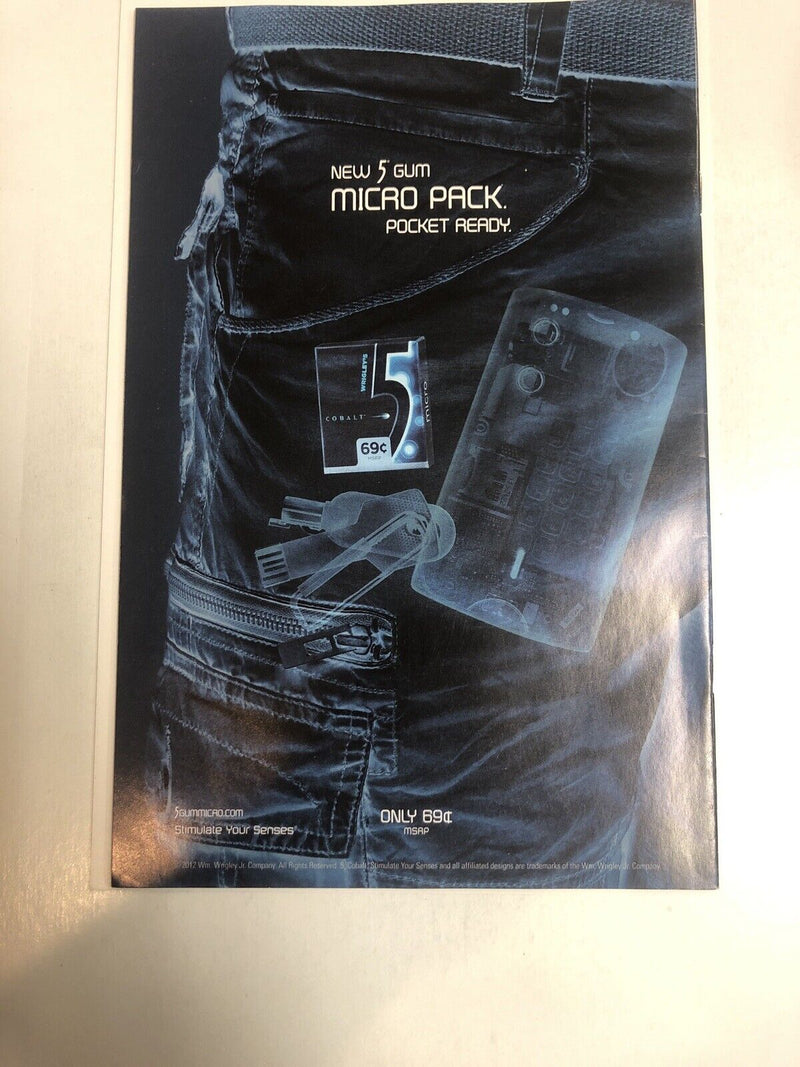 NEW 5™ GUM
MICRO PACK.
POCKET READY.
WRIGLEY'S
5
COBALT
micro
69¢
MSRP
5GUMMICRO.COM
Stimulate Your Senses®
ONLY 69¢
MSRP
2012 Wm. Wrigley Jr. Company. All Rights Reserved. 5, Cobalt, Stimulate Your Senses and all affiliated designs are trademarks of the Wm. Wrigley Jr. Company.